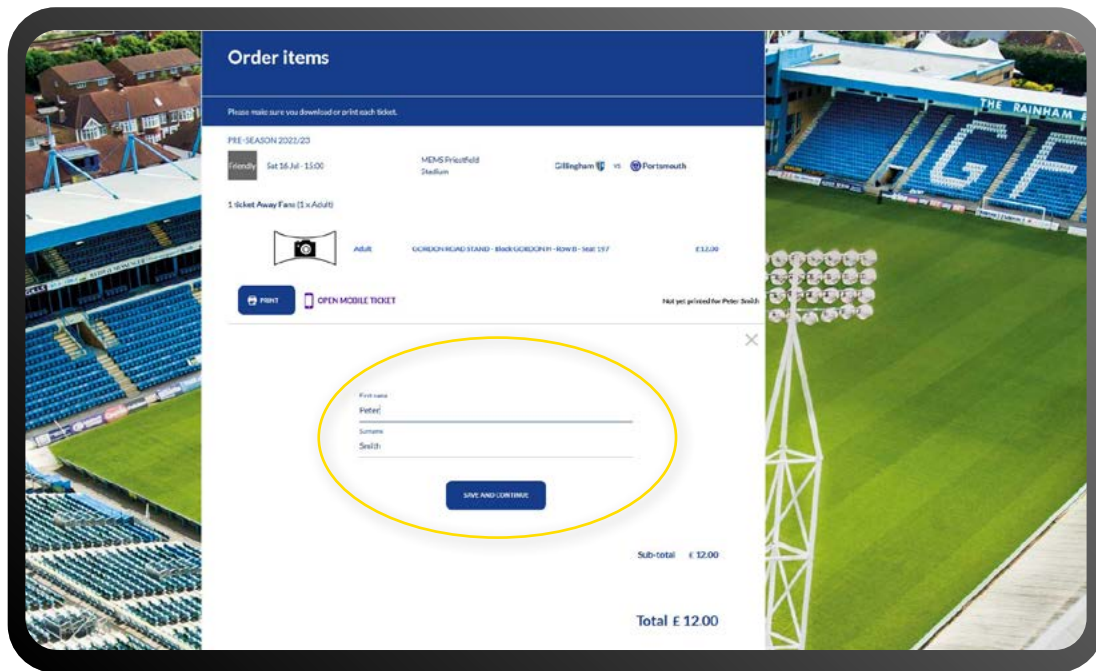 Order items
Please make sure you download or print each ticket.
PRE-SEASON 2022/23
Friendly Sat 16 Jul - 15:00 MEMS Priestfield Stadium Gillingham vs Portsmouth
1 ticket Away Fans (1 x Adult)
Adult GORDON ROAD STAND - Block GORDON H - Row B - Seat 197 £12.00
PRINT OPEN MOBILE TICKET Not yet printed for Peter Smith
First name
Peter
Surname
Smith
SAVE AND CONTINUE
Sub-total £ 12.00
Total £ 12.00
THE RAINHAM
GF